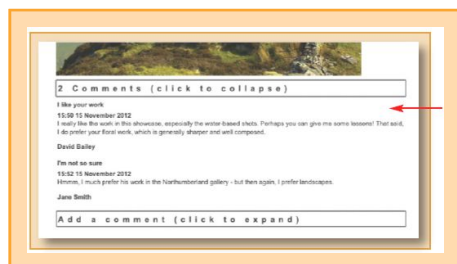 2 Comments (click to collapse)
I like your work
15:50 15 November 2012
I really like the work in this showcase, especially the water-based shots. Perhaps you can give me some lessons! That said,
I do prefer your floral work, which is generally sharper and well composed.
David Bailey
I'm not so sure
15:52 15 November 2012
Hmmm, I much prefer his work in the Northumberland gallery - but then again, I prefer landscapes.
Jane Smith
Add a comment (click to expand)